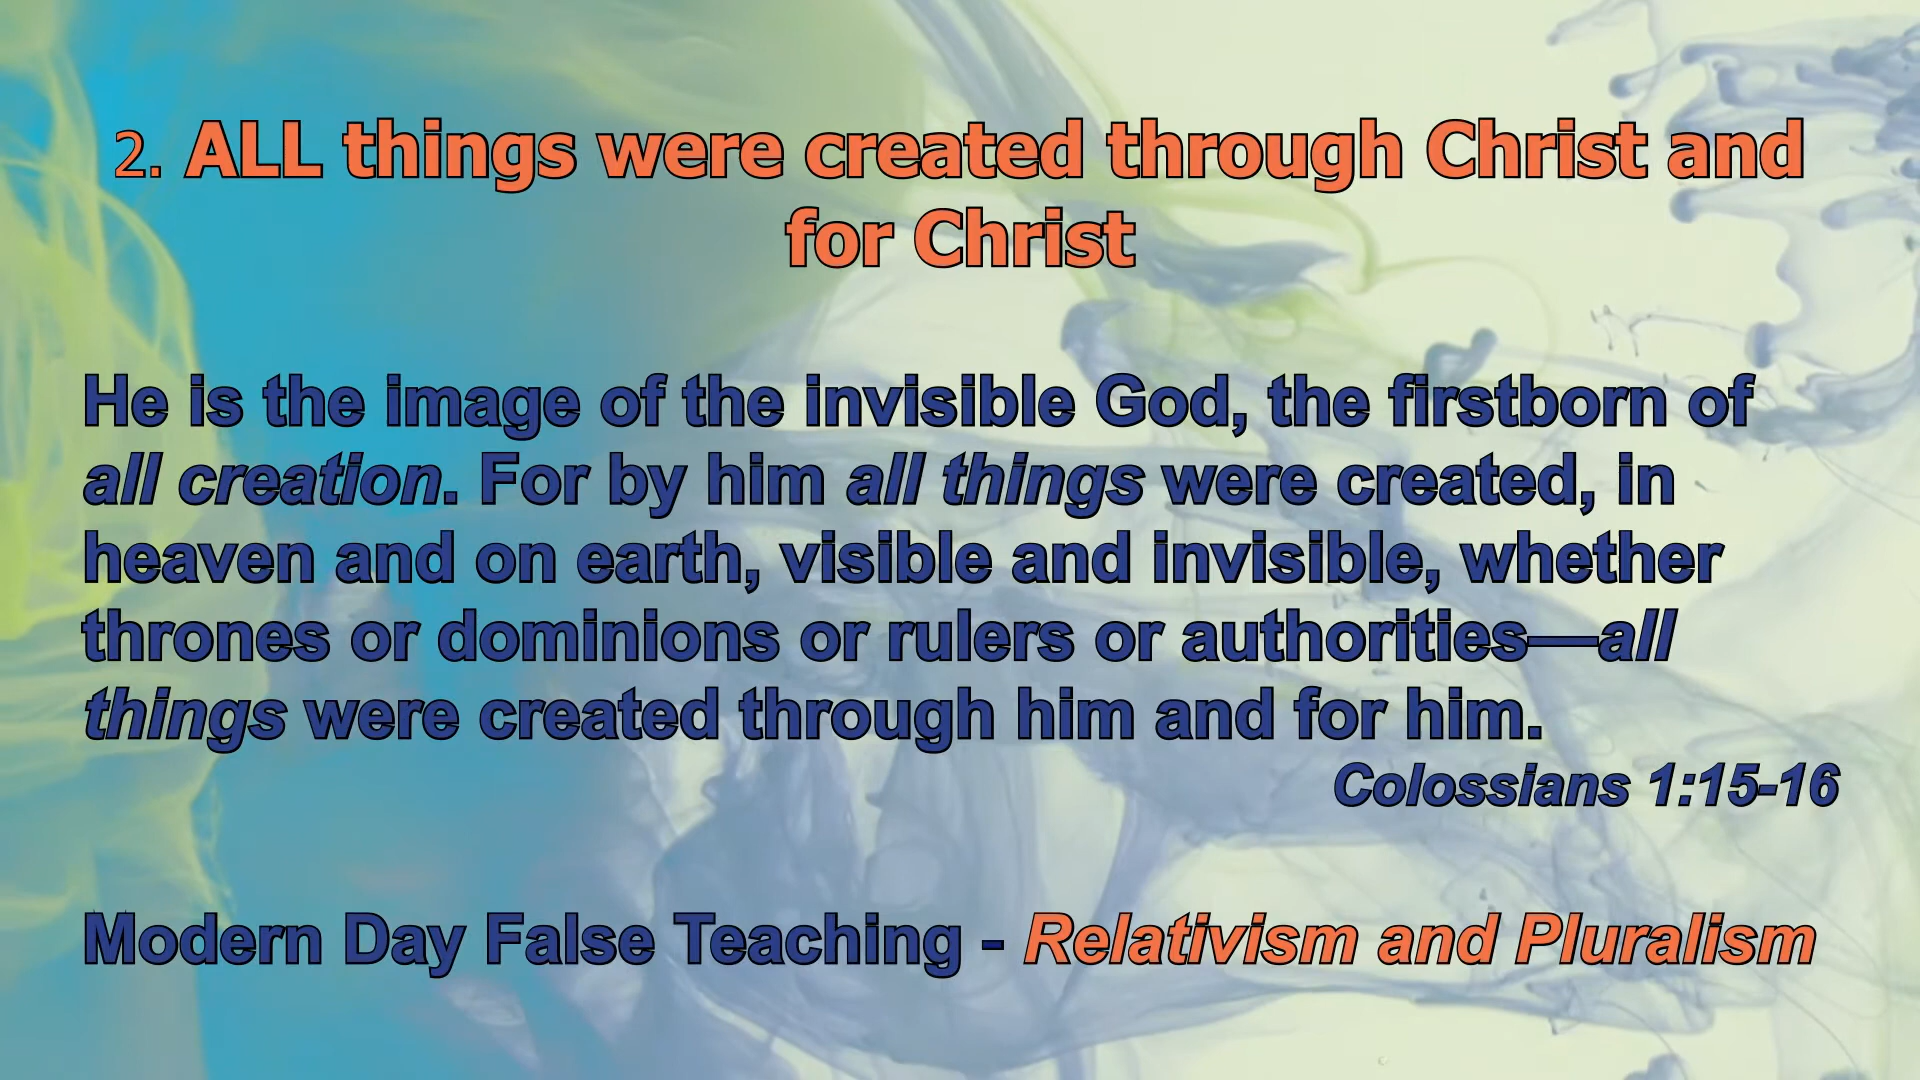 2. ALL things were created through Christ and
for Christ
He is the image of the invisible God, the firstborn of
all creation. For by him all things were created, in
heaven and on earth, visible and invisible, whether
thrones or dominions or rulers or authorities—all
things were created through him and for him.
Colossians 1:15-16
Modern Day False Teaching - Relativism and Pluralism